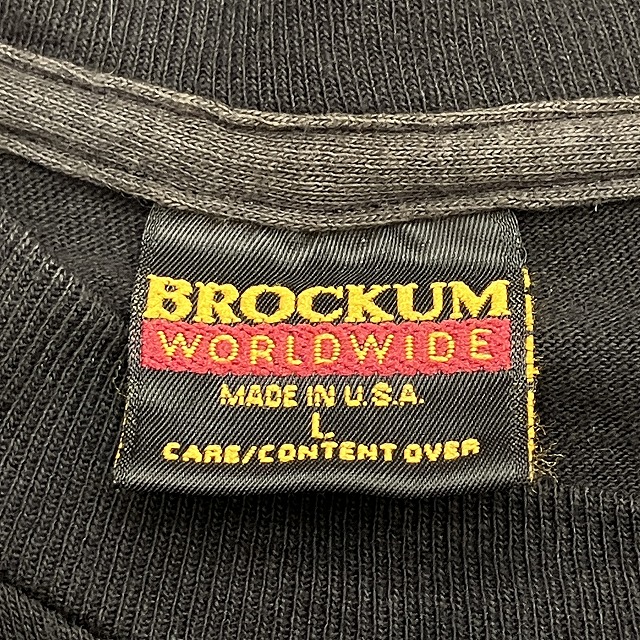 BROCKUM
WORLDWIDE
MADE IN U.S.A.
L
CARE/CONTENT OVER